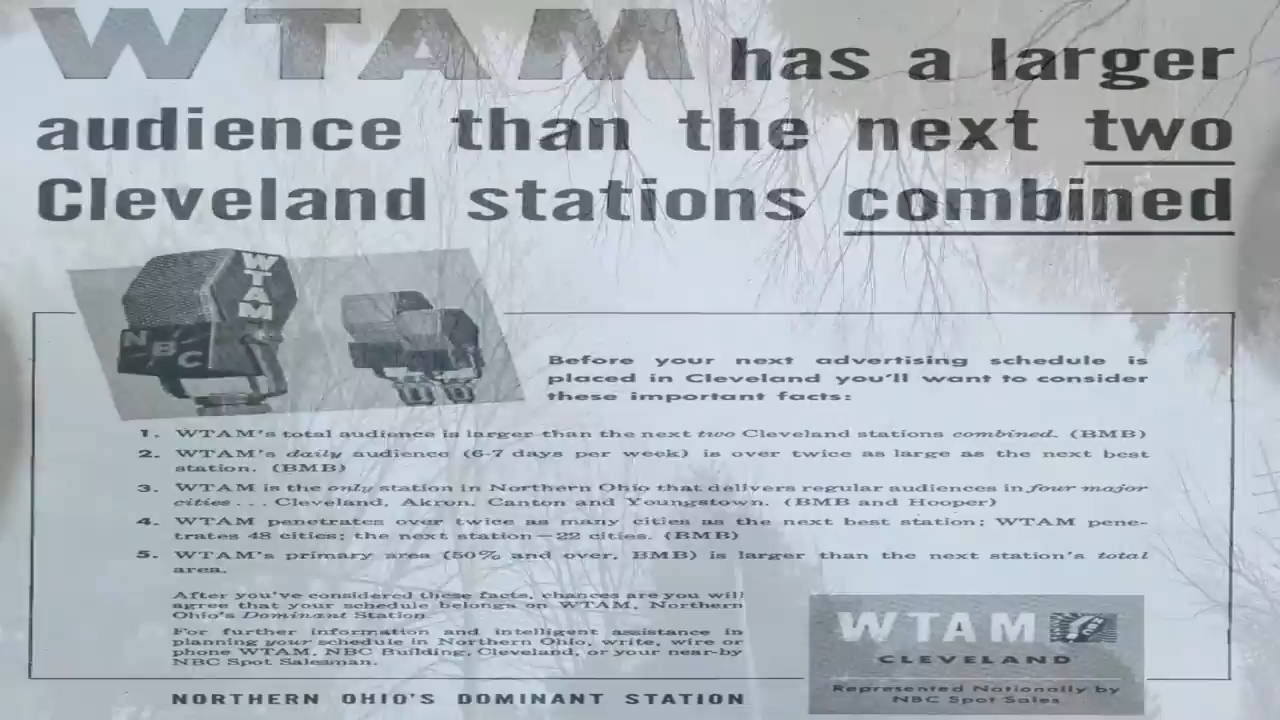 WTAM has a larger
audience than the next two
Cleveland stations combined
WTAM
NBC
Before your next advertising schedule is
placed in Cleveland you'll want to consider
these important facts:
1. WTAM's total audience is larger than the next two Cleveland stations combined. (BMB)
2. WTAM's daily audience (6-7 days per week) is over twice as large as the next best
station. (BMB)
3. WTAM is the only station in Northern Ohio that delivers regular audiences in four major
cities . . . Cleveland, Akron, Canton and Youngstown. (BMB and Hooper)
4. WTAM penetrates over twice as many cities as the next best station; WTAM pene-
trates 48 cities; the next station—22 cities. (BMB)
5. WTAM's primary area (50% and over, BMB) is larger than the next station's total
area.
After you've considered these facts, chances are you will
agree that your schedule belongs on WTAM, Northern
Ohio's Dominant Station.
For further information and intelligent assistance in
planning your schedule in Northern Ohio, write, wire or
phone WTAM, NBC Building, Cleveland, or your near-by
NBC Spot Salesman.
NORTHERN OHIO'S DOMINANT STATION
WTAM
CLEVELAND
Represented Nationally by
NBC Spot Sales